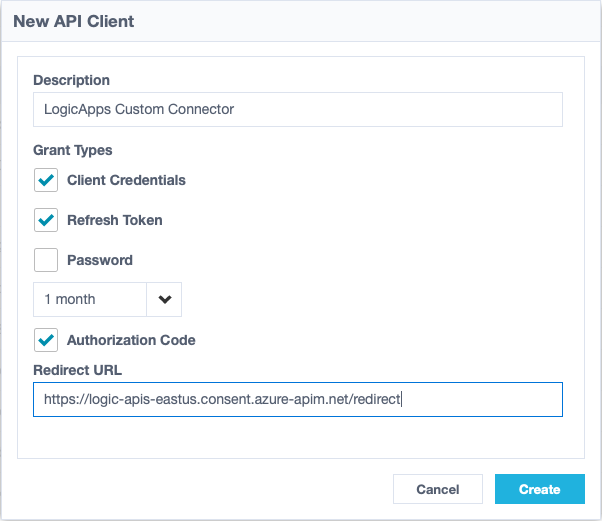 New API Client
Description
LogicApps Custom Connector
Grant Types
Client Credentials
Refresh Token
Password
1 month
Authorization Code
Redirect URL
https://logic-apis-eastus.consent.azure-apim.net/redirect
Cancel Create